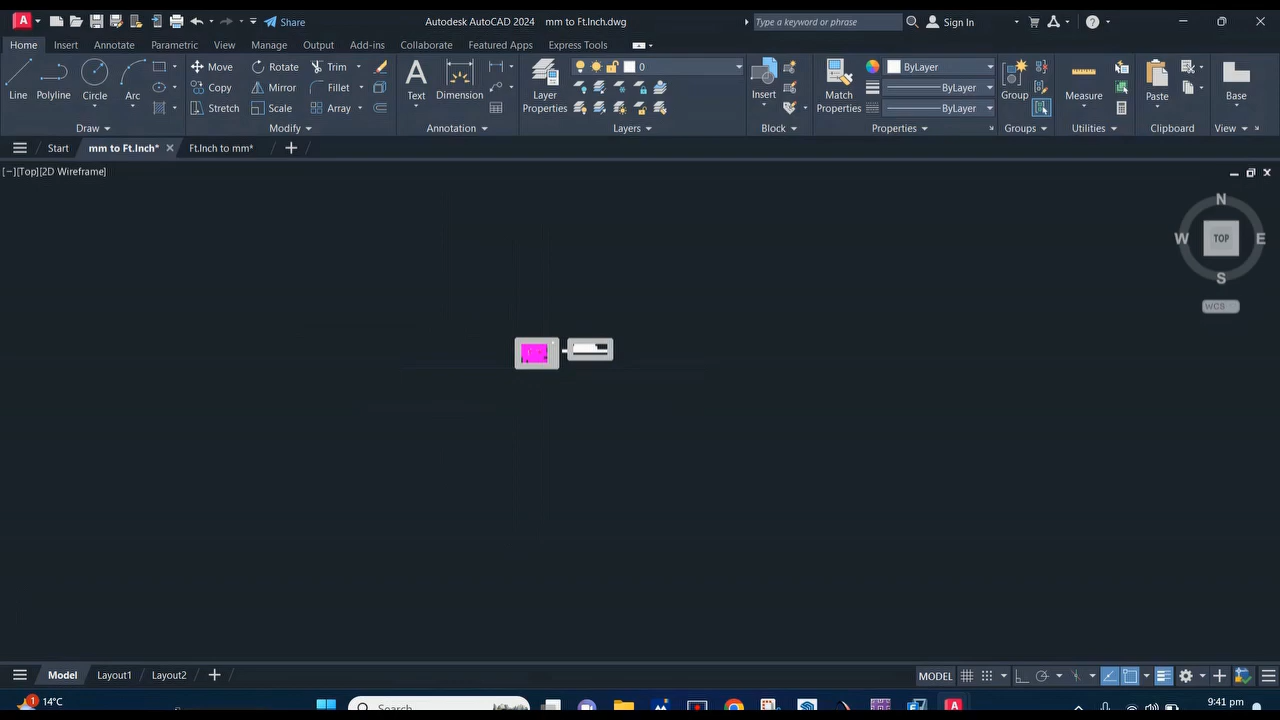 A Share Autodesk AutoCAD 2024 mm to Ft.Inch.dwg Type a keyword or phrase Sign In
Home Insert Annotate Parametric View Manage Output Add-ins Collaborate Featured Apps Express Tools
Line Polyline Circle Arc Move Rotate Trim Text Dimension Layer Properties 0 Insert Match Properties ByLayer Group Measure Paste Base
Copy Mirror Fillet ByLayer
Stretch Scale Array ByLayer
Draw Modify Annotation Layers Block Properties Groups Utilities Clipboard View
Start mm to Ft.Inch* Ft.Inch to mm*
[−][Top][2D Wireframe]
N
W TOP E
S
WCS
Model Layout1 Layout2 MODEL
1 14°C Search A 9:41 pm